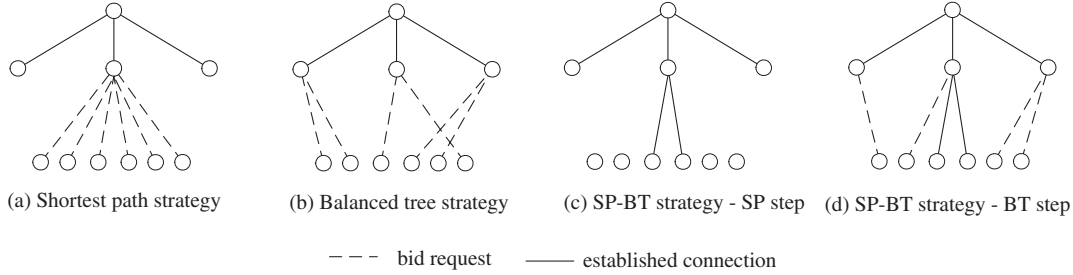 (a) Shortest path strategy
(b) Balanced tree strategy
(c) SP-BT strategy - SP step
(d) SP-BT strategy - BT step
bid request
established connection